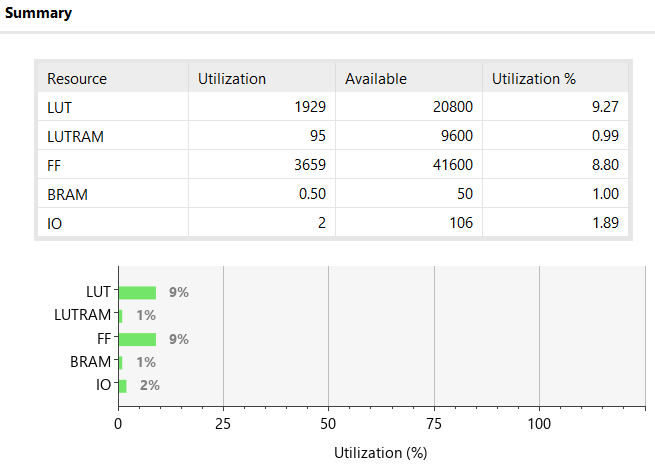 Summary
Resource Utilization Available Utilization %
LUT 1929 20800 9.27
LUTRAM 95 9600 0.99
FF 3659 41600 8.80
BRAM 0.50 50 1.00
IO 2 106 1.89
LUT 9%
LUTRAM 1%
FF 9%
BRAM 1%
IO 2%
0 25 50 75 100
Utilization (%)